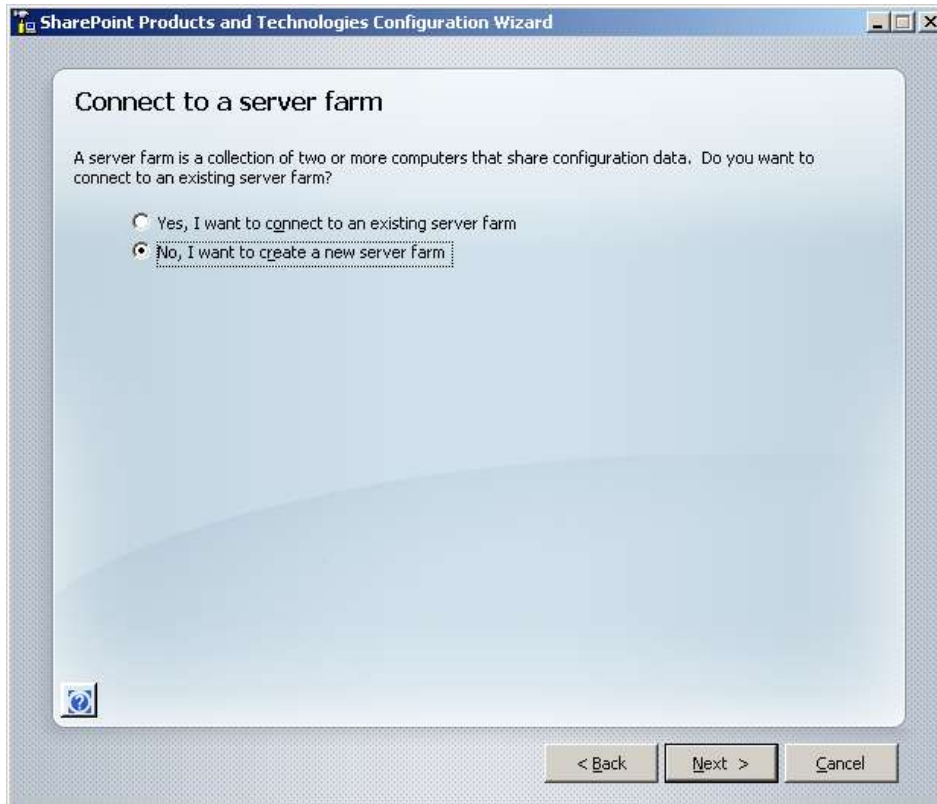 SharePoint Products and Technologies Configuration Wizard
Connect to a server farm
A server farm is a collection of two or more computers that share configuration data. Do you want to
connect to an existing server farm?
Yes, I want to connect to an existing server farm
No, I want to create a new server farm
< Back Next > Cancel